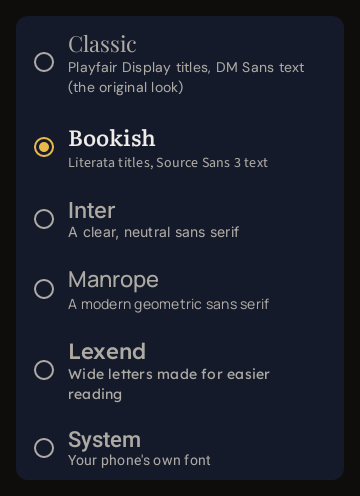 Classic
Playfair Display titles, DM Sans text
(the original look)
Bookish
Literata titles, Source Sans 3 text
Inter
A clear, neutral sans serif
Manrope
A modern geometric sans serif
Lexend
Wide letters made for easier
reading
System
Your phone's own font